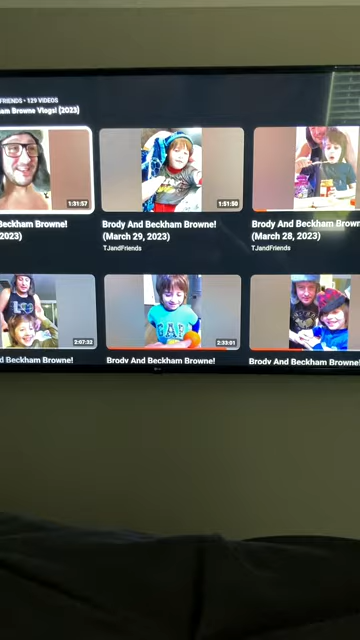 FRIENDS • 129 VIDEOS
am Browne Vlogs! (2023)
1:31:57
1:51:50
Beckham Browne!
2023)
Brody And Beckham Browne!
(March 29, 2023)
TJandFriends
Brody And Beckham Browne!
(March 28, 2023)
TJandFriends
GAP
2:07:32
2:33:01
d Beckham Browne!
Brody And Beckham Browne!
Brody And Beckham Browne!
LG